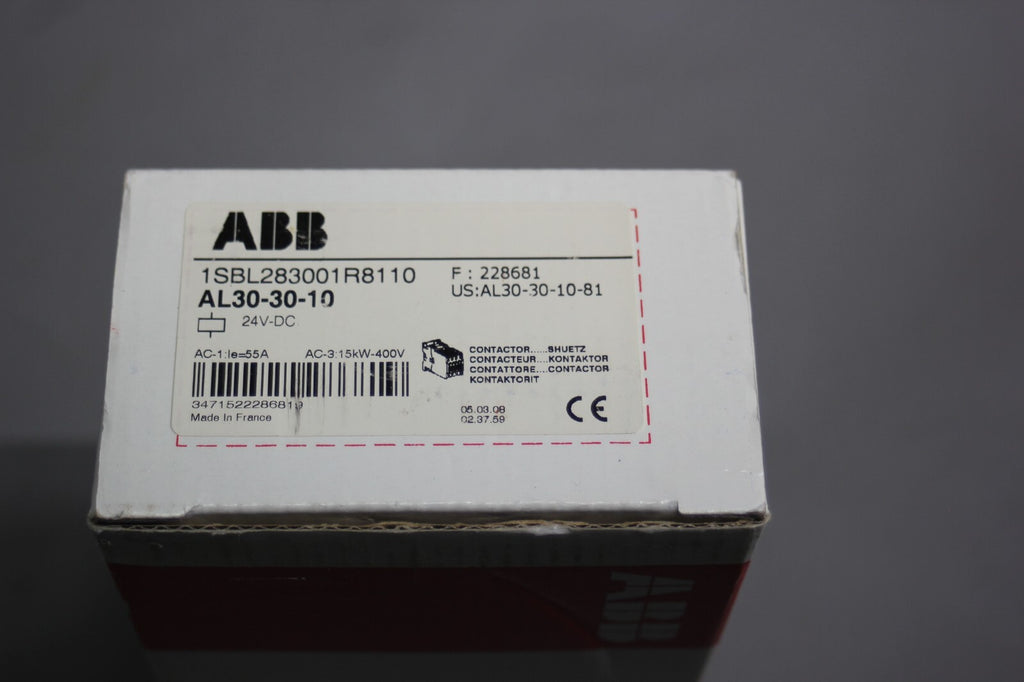 ABB
1SBL283001R8110
F : 228681
AL30-30-10
US:AL30-30-10-81
24V-DC
AC-1:Ie=55A AC-3:15kW-400V
CONTACTOR.....SHUETZ
CONTACTEUR....KONTAKTOR
CONTATTORE....CONTACTOR
KONTAKTORIT
3471522286819
Made in France
05.03.08
02.37.59
CE
ABB